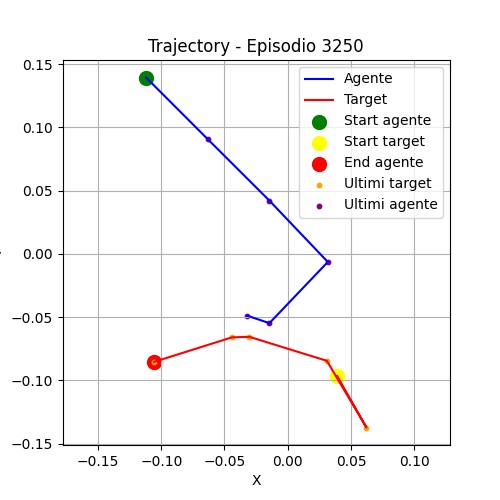 Trajectory - Episodio 3250
Agente
Target
Start agente
Start target
End agente
Ultimi target
Ultimi agente
0.15
0.10
0.05
0.00
−0.05
−0.10
−0.15
−0.15
−0.10
−0.05
0.00
0.05
0.10
X